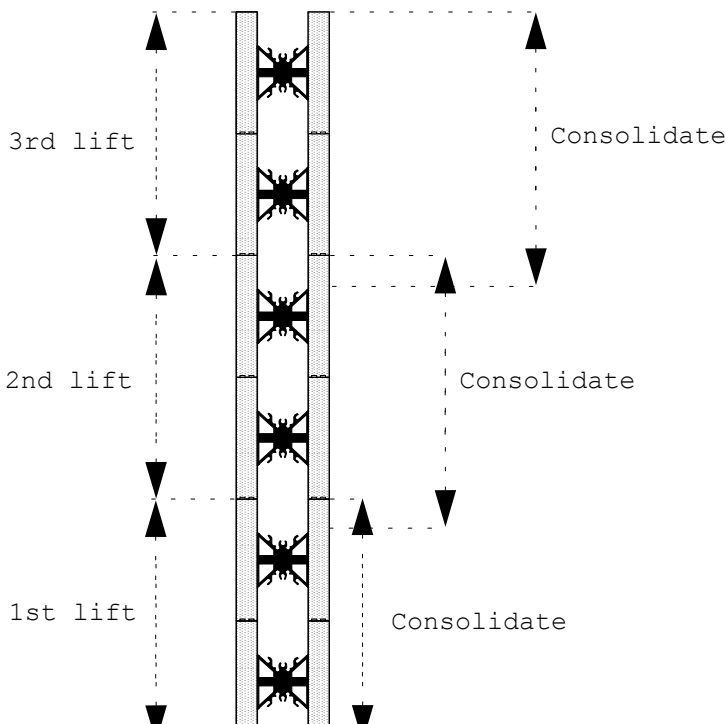 3rd lift
Consolidate
2nd lift
Consolidate
1st lift
Consolidate